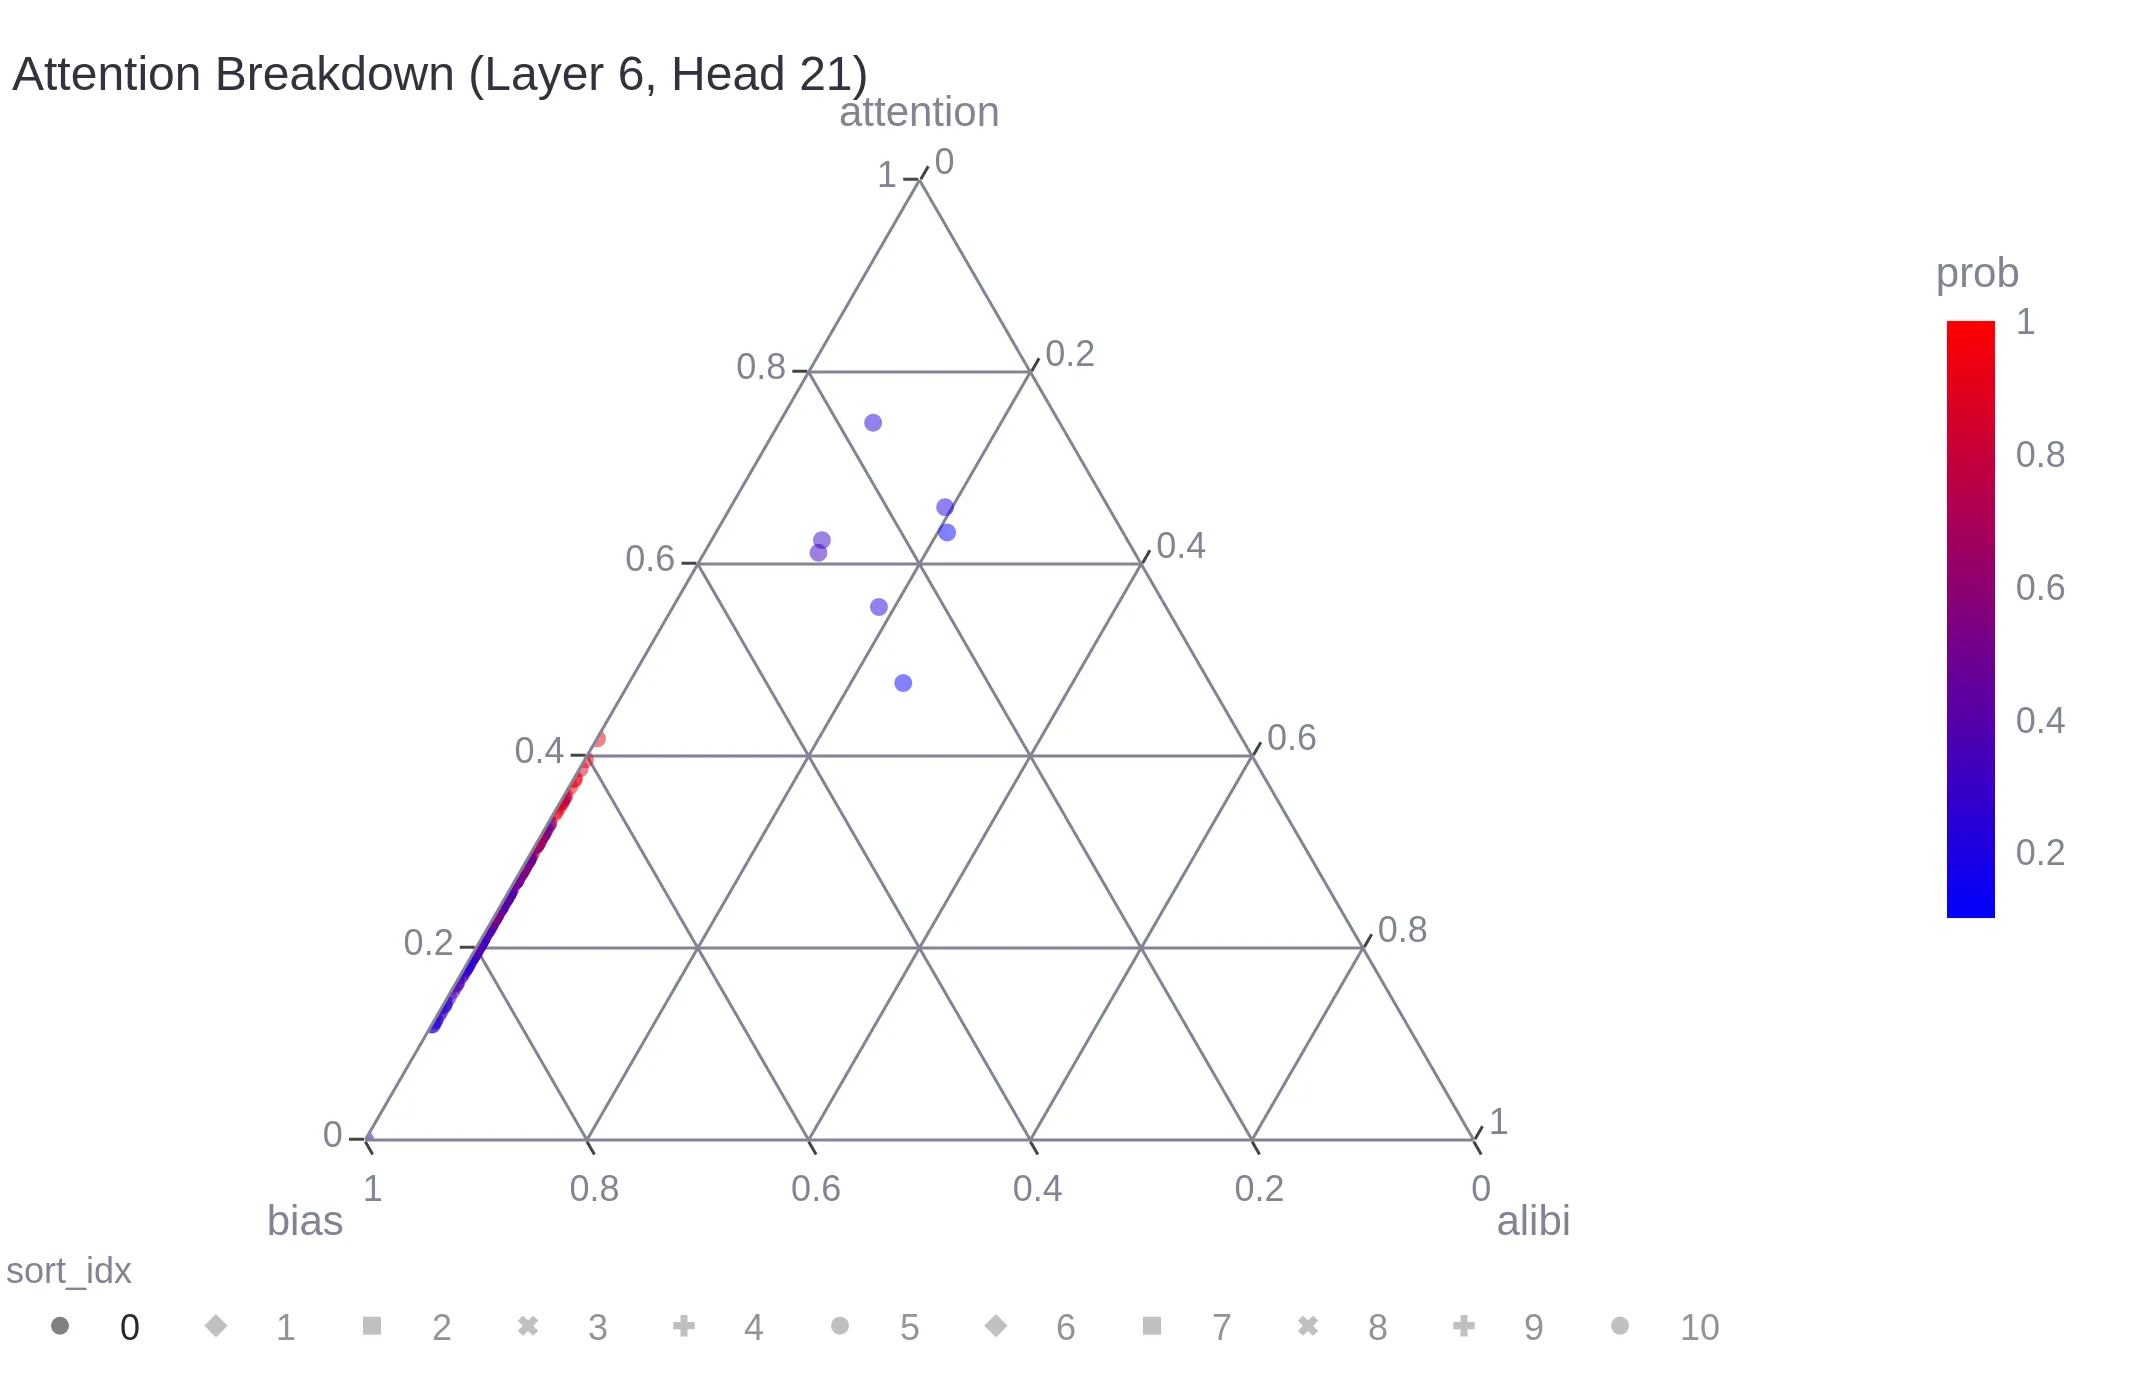 Attention Breakdown (Layer 6, Head 21)
attention
1 0
0.8 0.2
0.6 0.4
0.4 0.6
0.2 0.8
0 1
1 0.8 0.6 0.4 0.2 0
bias alibi
prob
1
0.8
0.6
0.4
0.2
sort_idx
0 1 2 3 4 5 6 7 8 9 10